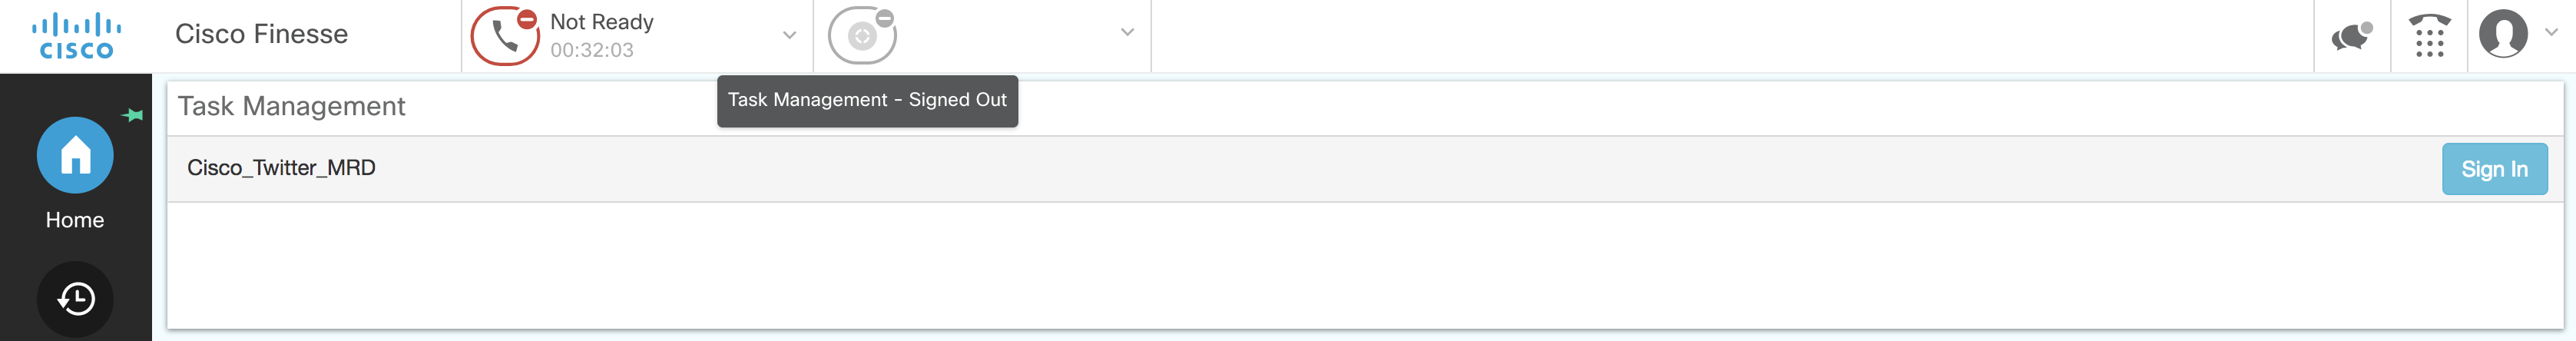 CISCO
Cisco Finesse
Not Ready
00:32:03
Task Management - Signed Out
Task Management
Cisco_Twitter_MRD
Sign In
Home